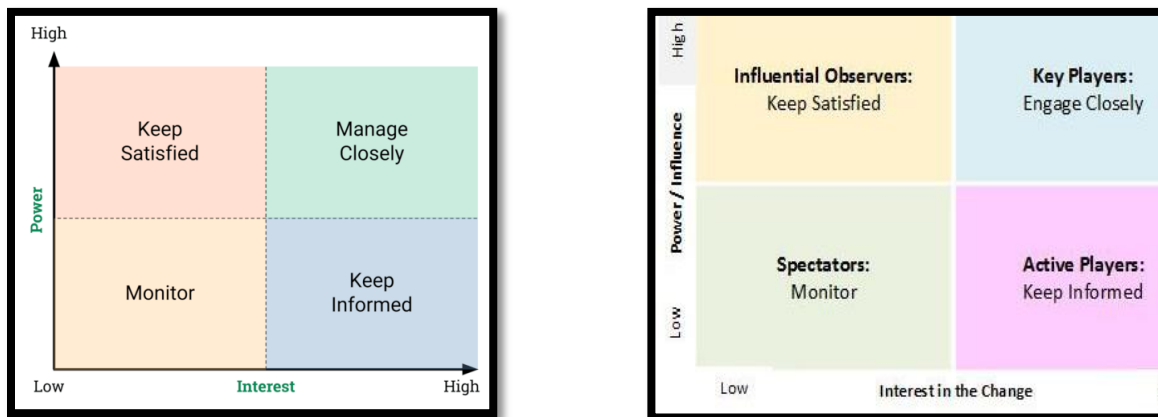 High
Keep
Satisfied
Manage
Closely
Power
Monitor
Keep
Informed
Low
Interest
High
High
Influential Observers:
Keep Satisfied
Key Players:
Engage Closely
Power / Influence
Spectators:
Monitor
Active Players:
Keep Informed
Low
Low
Interest in the Change